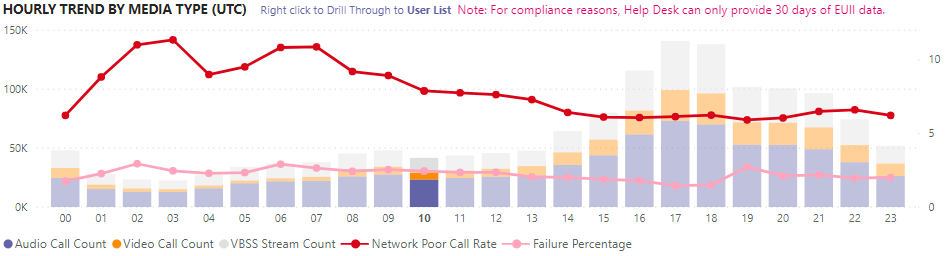 HOURLY TREND BY MEDIA TYPE (UTC) Right click to Drill Through to User List Note: For compliance reasons, Help Desk can only provide 30 days of EUII data.
150K
100K 10
50K 5
0K 0
00 01 02 03 04 05 06 07 08 09 10 11 12 13 14 15 16 17 18 19 20 21 22 23
Audio Call Count Video Call Count VBSS Stream Count Network Poor Call Rate Failure Percentage